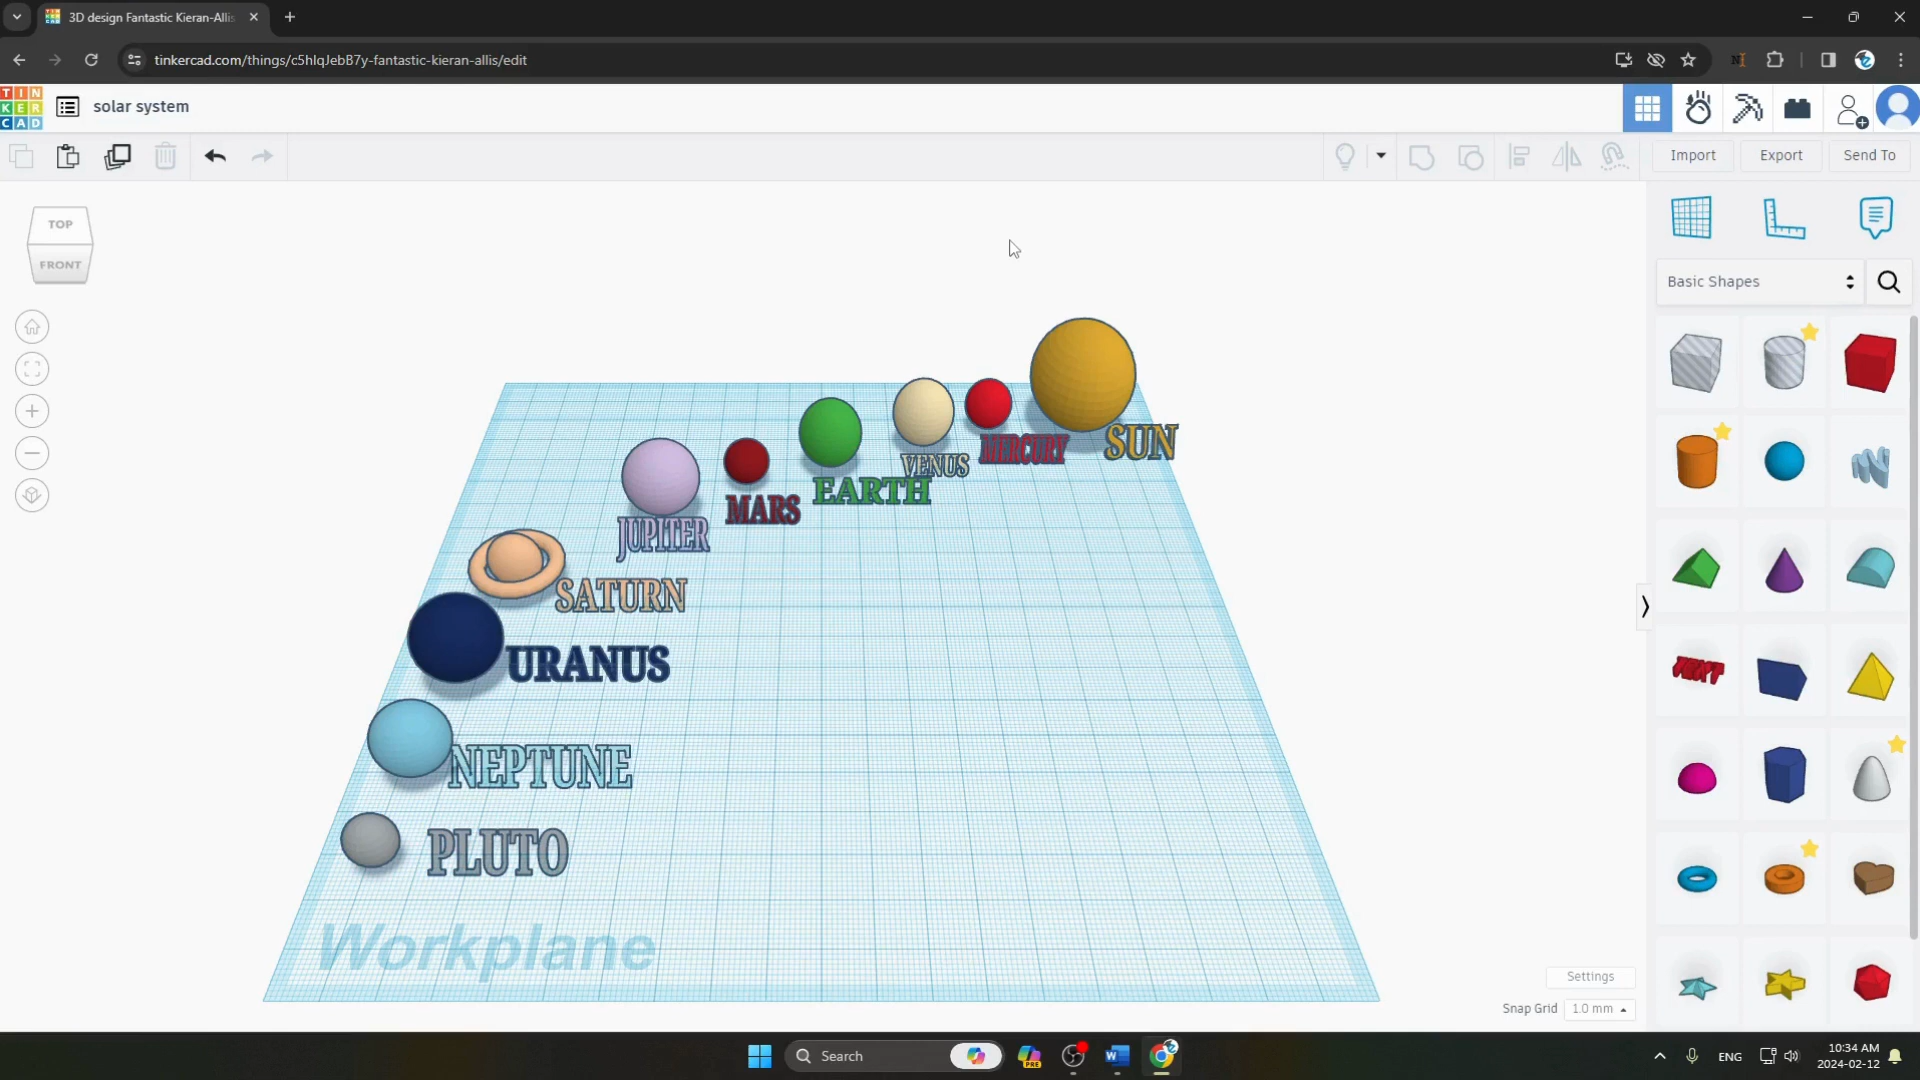 3D design Fantastic Kieran-Allis
tinkercad.com/things/c5hlqJebB7y-fantastic-kieran-allis/edit
TIN
KER
CAD
solar system
Import
Export
Send To
TOP
FRONT
Basic Shapes
SUN
MERCURY
VENUS
EARTH
MARS
JUPITER
SATURN
URANUS
NEPTUNE
PLUTO
Workplane
TEXT
Settings
Snap Grid 1.0 mm
Search
PRE
ENG
10:34 AM
2024-02-12